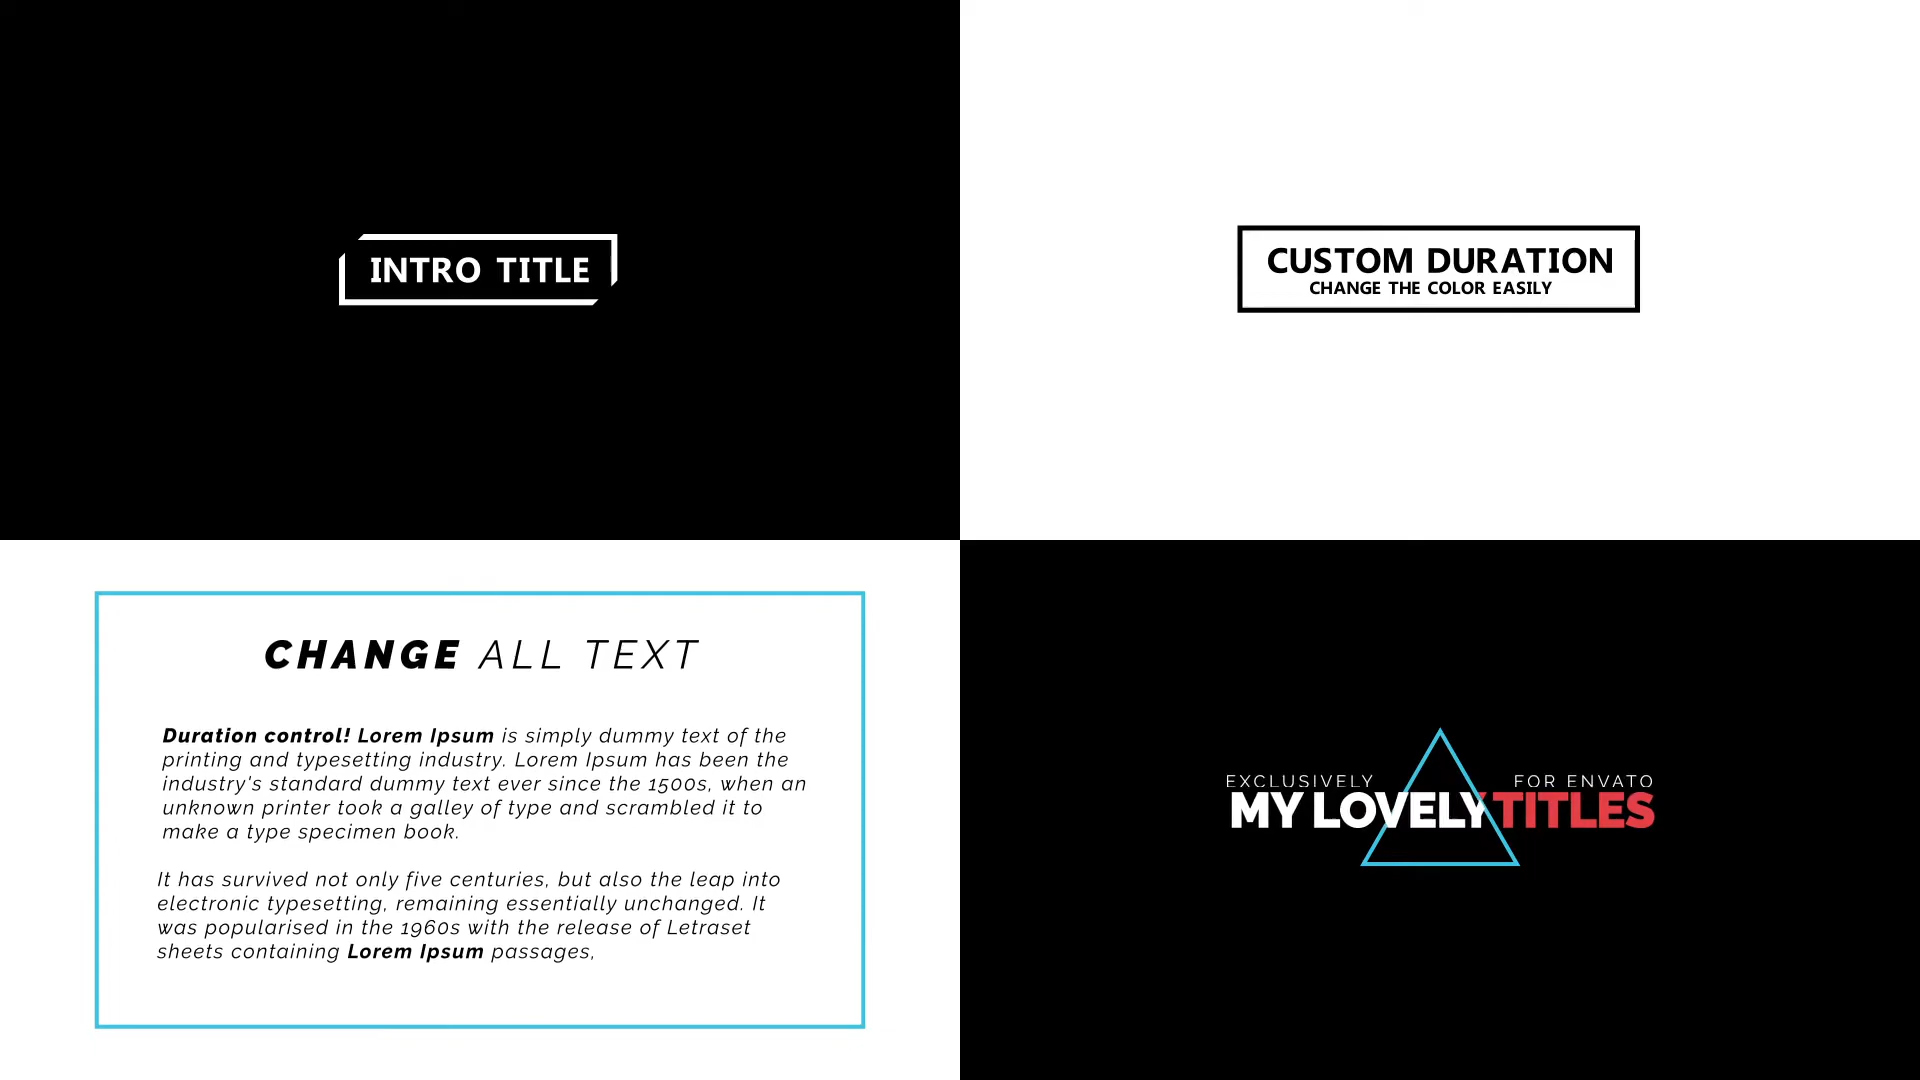 INTRO TITLE
CUSTOM DURATION
CHANGE THE COLOR EASILY
CHANGE ALL TEXT
Duration control! Lorem Ipsum is simply dummy text of the
printing and typesetting industry. Lorem Ipsum has been the
industry's standard dummy text ever since the 1500s, when an
unknown printer took a galley of type and scrambled it to
make a type specimen book.
It has survived not only five centuries, but also the leap into
electronic typesetting, remaining essentially unchanged. It
was popularised in the 1960s with the release of Letraset
sheets containing Lorem Ipsum passages,
EXCLUSIVELY FOR ENVATO
MY LOVELY TITLES